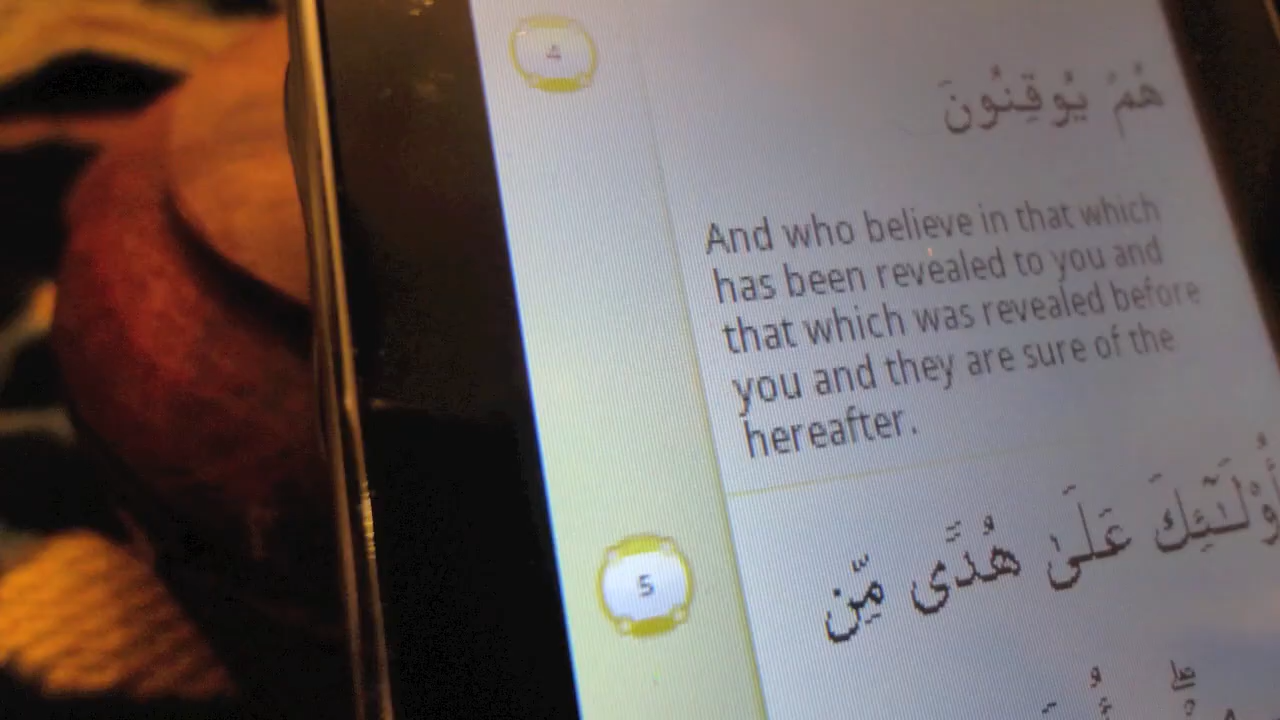 4
هُمْ يُوقِنُونَ
And who believe in that which
has been revealed to you and
that which was revealed before
you and they are sure of the
hereafter.
5
أُوْلَـٰٓئِكَ عَلَىٰ هُدًى مِّن